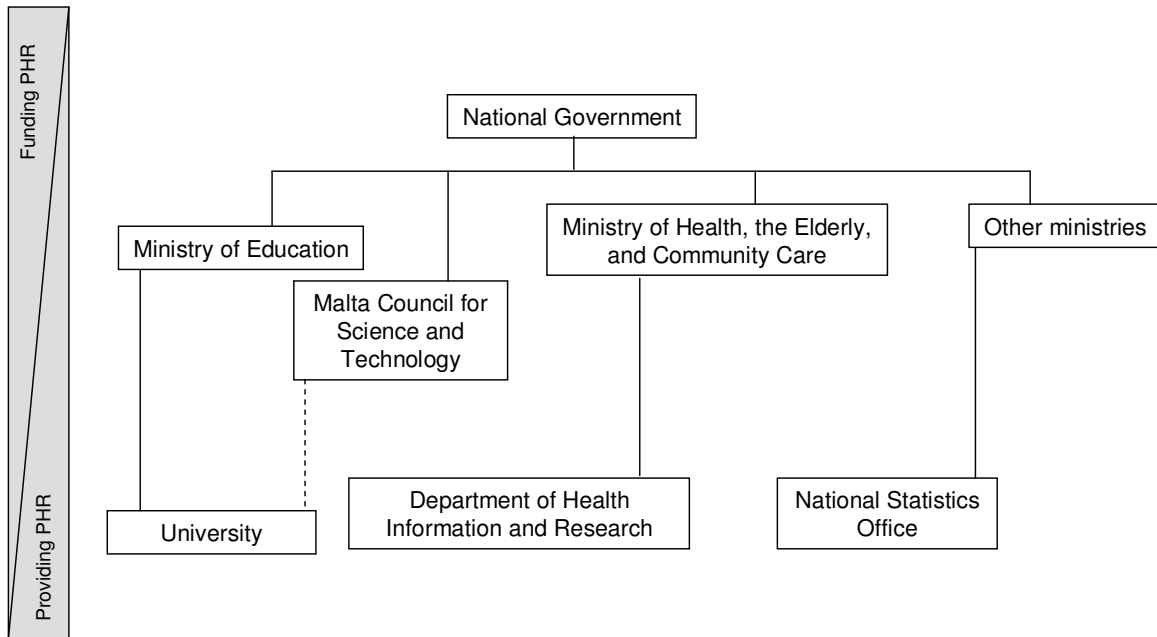 Funding PHR
National Government
Ministry of Education
Malta Council for
Science and
Technology
Ministry of Health, the Elderly,
and Community Care
Other ministries
Providing PHR
University
Department of Health
Information and Research
National Statistics
Office